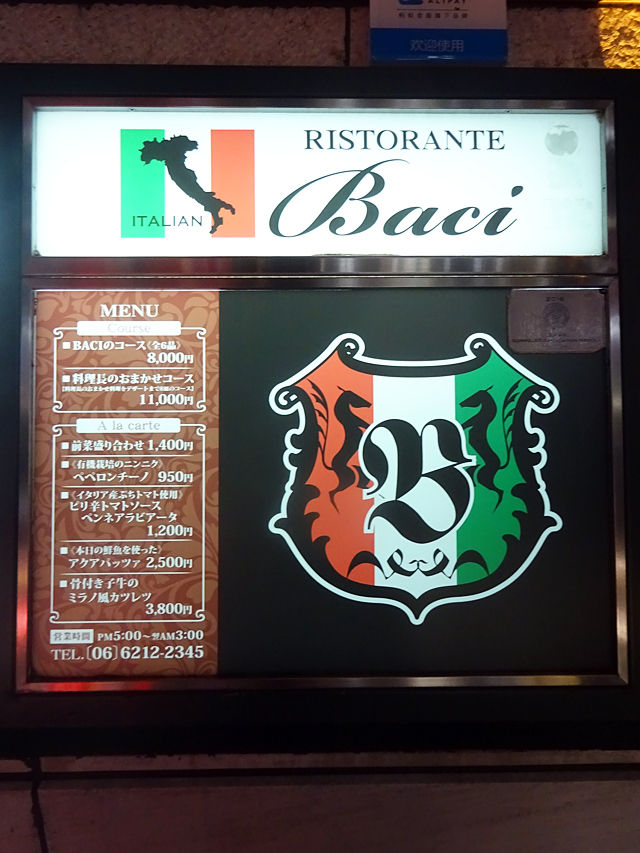 ALIPAY
欢迎使用
RISTORANTE
Baci
ITALIAN
MENU
Course
■BACIのコース〈全6品〉
8,000円
■料理長のおまかせコース
11,000円
A la carte
■前菜盛り合わせ 1,400円
■《有機栽培のニンニク》
ペペロンチーノ 950円
■《イタリア産ぷちトマト使用》
ピリ辛トマトソース
ペンネアラビアータ
1,200円
■《本日の鮮魚を使った》
アクアパッツァ 2,500円
■骨付き子牛の
ミラノ風カツレツ
3,800円
営業時間 PM5:00~翌AM3:00
TEL.〔06〕6212-2345
B